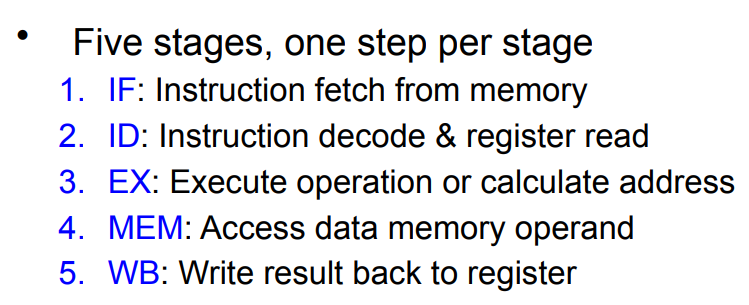 • Five stages, one step per stage
1. IF: Instruction fetch from memory
2. ID: Instruction decode & register read
3. EX: Execute operation or calculate address
4. MEM: Access data memory operand
5. WB: Write result back to register